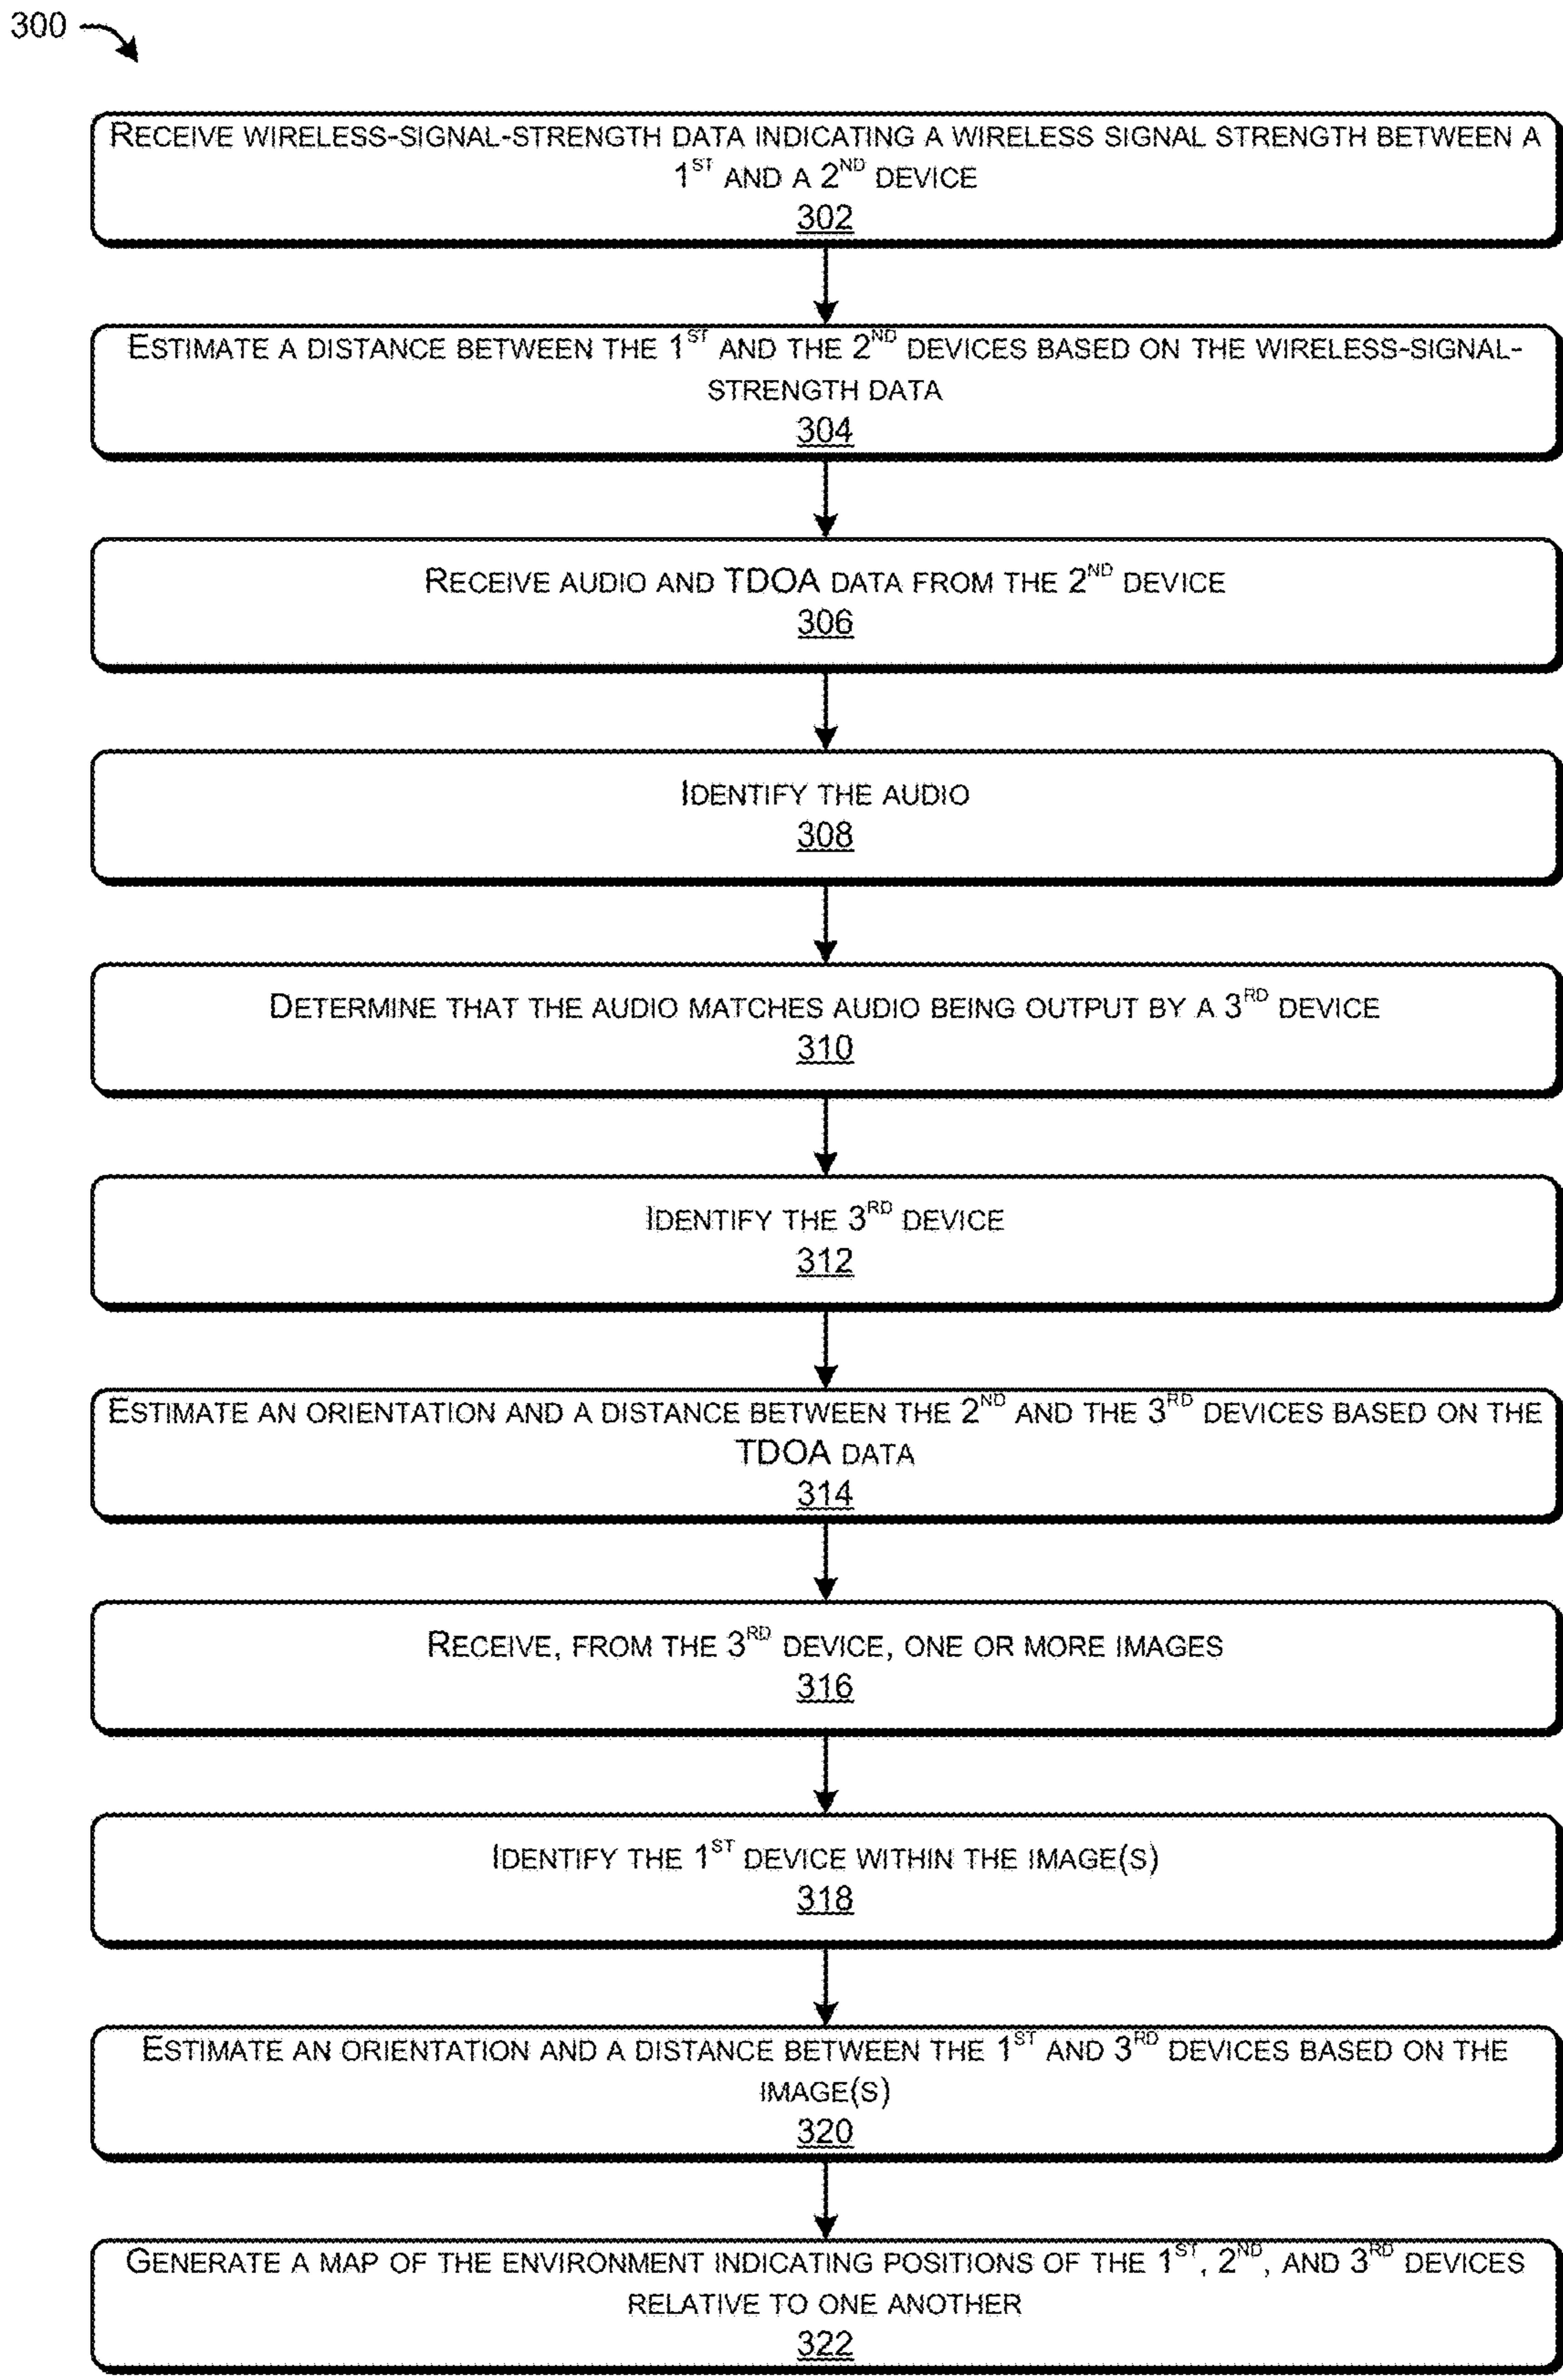 300
RECEIVE WIRELESS-SIGNAL-STRENGTH DATA INDICATING A WIRELESS SIGNAL STRENGTH BETWEEN A
1ST AND A 2ND DEVICE
302
ESTIMATE A DISTANCE BETWEEN THE 1ST AND THE 2ND DEVICES BASED ON THE WIRELESS-SIGNAL-
STRENGTH DATA
304
RECEIVE AUDIO AND TDOA DATA FROM THE 2ND DEVICE
306
IDENTIFY THE AUDIO
308
DETERMINE THAT THE AUDIO MATCHES AUDIO BEING OUTPUT BY A 3RD DEVICE
310
IDENTIFY THE 3RD DEVICE
312
ESTIMATE AN ORIENTATION AND A DISTANCE BETWEEN THE 2ND AND THE 3RD DEVICES BASED ON THE
TDOA DATA
314
RECEIVE, FROM THE 3RD DEVICE, ONE OR MORE IMAGES
316
IDENTIFY THE 1ST DEVICE WITHIN THE IMAGE(S)
318
ESTIMATE AN ORIENTATION AND A DISTANCE BETWEEN THE 1ST AND 3RD DEVICES BASED ON THE
IMAGE(S)
320
GENERATE A MAP OF THE ENVIRONMENT INDICATING POSITIONS OF THE 1ST, 2ND, AND 3RD DEVICES
RELATIVE TO ONE ANOTHER
322